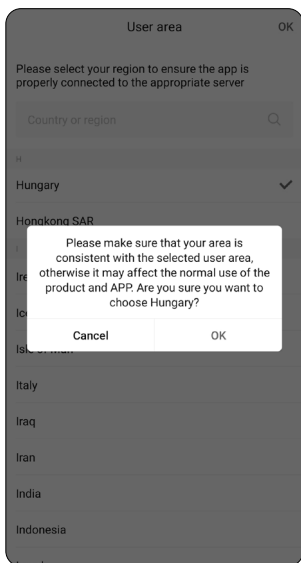 User area
OK
Please select your region to ensure the app is
properly connected to the appropriate server
Country or region
H
Hungary
Hongkong SAR
I
Please make sure that your area is
consistent with the selected user area,
otherwise it may affect the normal use of the
product and APP. Are you sure you want to
choose Hungary?
Cancel
OK
Isle of Man
Italy
Iraq
Iran
India
Indonesia